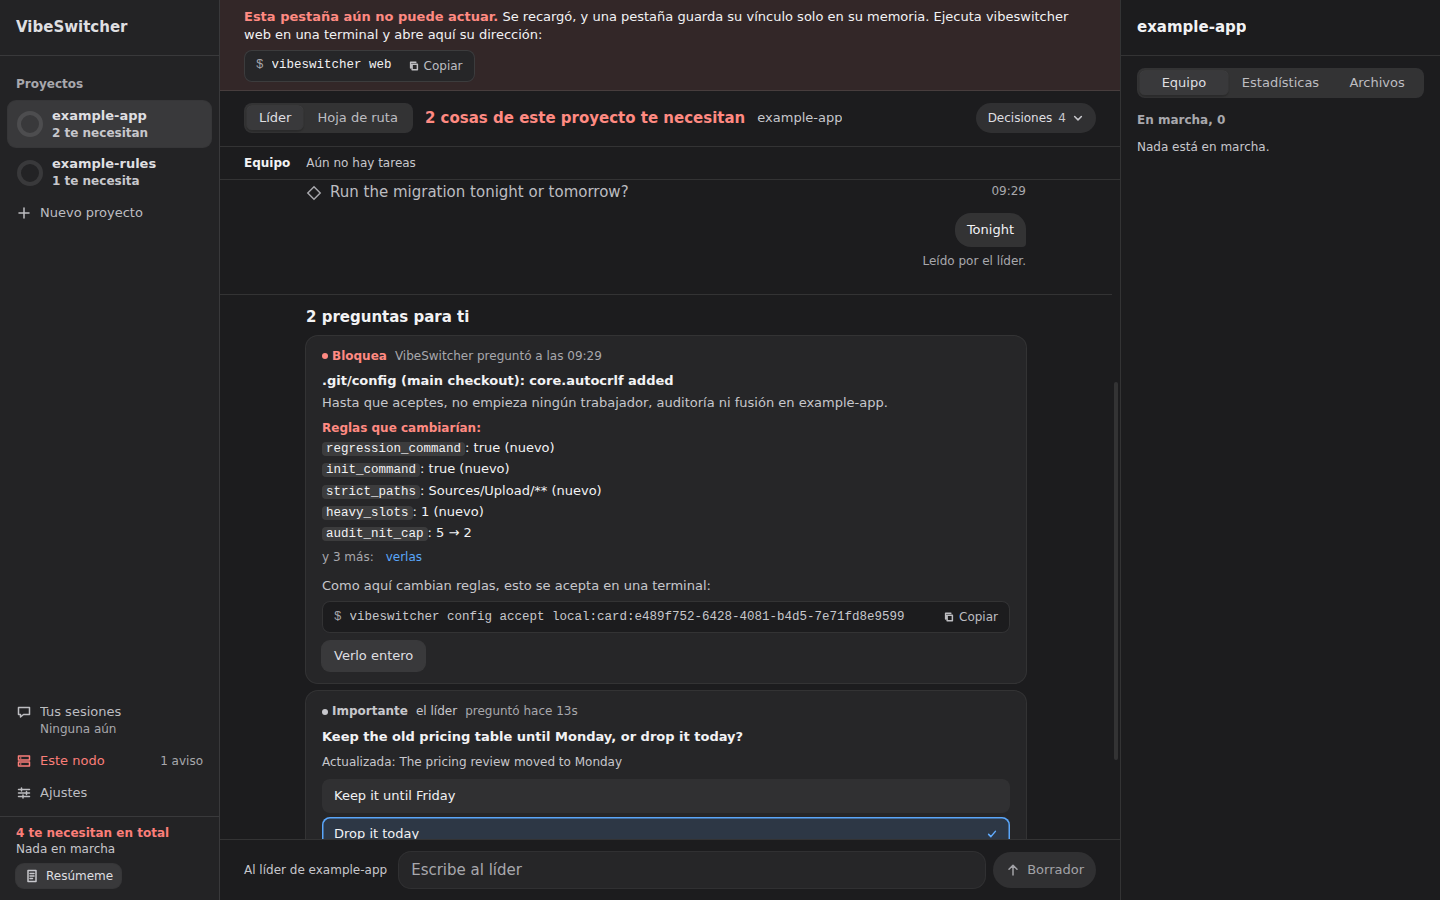 VibeSwitcher
Proyectos
example-app
2 te necesitan
example-rules
1 te necesita
Nuevo proyecto
Tus sesiones
Ninguna aún
Este nodo
1 aviso
Ajustes
4 te necesitan en total
Nada en marcha
Resúmeme
Esta pestaña aún no puede actuar. Se recargó, y una pestaña guarda su vínculo solo en su memoria. Ejecuta vibeswitcher
web en una terminal y abre aquí su dirección:
$ vibeswitcher web
Copiar
Líder
Hoja de ruta
2 cosas de este proyecto te necesitan
example-app
Decisiones 4
Equipo
Aún no hay tareas
Run the migration tonight or tomorrow?
09:29
Tonight
Leído por el líder.
2 preguntas para ti
Bloquea VibeSwitcher preguntó a las 09:29
.git/config (main checkout): core.autocrlf added
Hasta que aceptes, no empieza ningún trabajador, auditoría ni fusión en example-app.
Reglas que cambiarían:
regression_command: true (nuevo)
init_command: true (nuevo)
strict_paths: Sources/Upload/** (nuevo)
heavy_slots: 1 (nuevo)
audit_nit_cap: 5 → 2
y 3 más: verlas
Como aquí cambian reglas, esto se acepta en una terminal:
$ vibeswitcher config accept local:card:e489f752-6428-4081-b4d5-7e71fd8e9599
Copiar
Verlo entero
Importante el líder preguntó hace 13s
Keep the old pricing table until Monday, or drop it today?
Actualizada: The pricing review moved to Monday
Keep it until Friday
Drop it today
Al líder de example-app
Escribe al líder
Borrador
example-app
Equipo
Estadísticas
Archivos
En marcha, 0
Nada está en marcha.